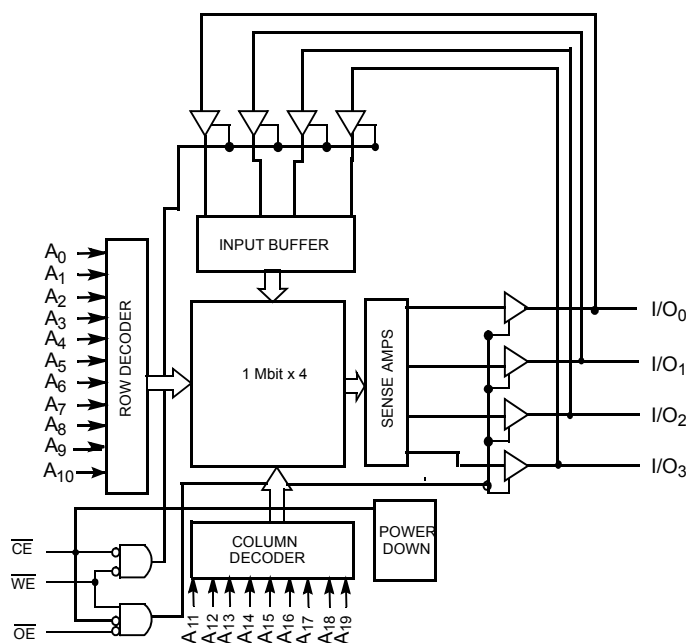 INPUT BUFFER
A0
A1
A2
A3
A4
A5
A6
A7
A8
A9
A10
ROW DECODER
1 Mbit x 4
SENSE AMPS
I/O0
I/O1
I/O2
I/O3
COLUMN
DECODER
POWER
DOWN
CE
WE
OE
A11
A12
A13
A14
A15
A16
A17
A18
A19